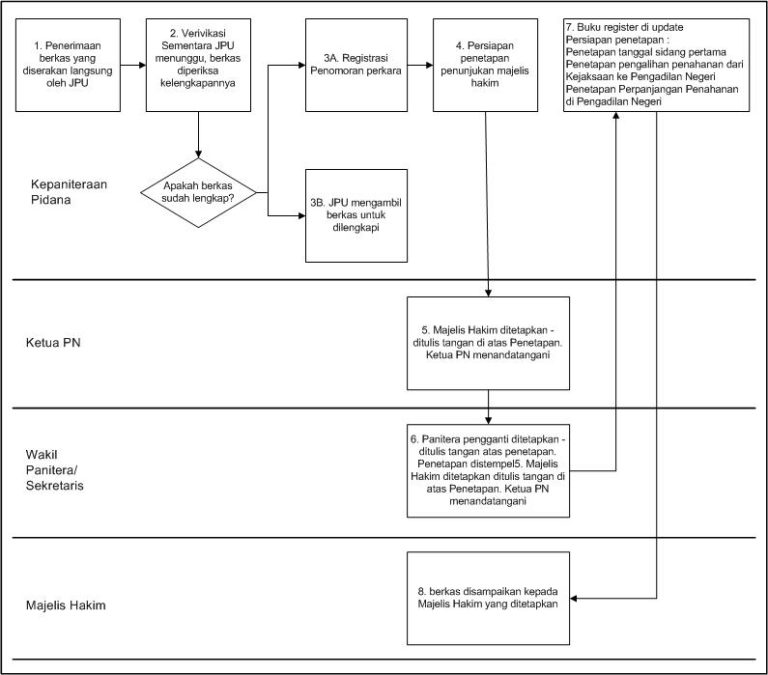 1. Penerimaan
berkas yang
diserakan langsung
oleh JPU
2. Verivikasi
Sementara JPU
menunggu, berkas
diperiksa
kelengkapannya
3A. Registrasi
Penomoran perkara
4. Persiapan
penetapan
penunjukan majelis
hakim
7. Buku register di update
Persiapan penetapan :
Penetapan tanggal sidang pertama
Penetapan pengalihan penahanan dari
Kejaksaan ke Pengadilan Negeri
Penetapan Perpanjangan Penahanan
di Pengadilan Negeri
Kepaniteraan
Pidana
Apakah berkas
sudah lengkap?
3B. JPU mengambil
berkas untuk
dilengkapi
Ketua PN
5. Majelis Hakim ditetapkan -
ditulis tangan di atas Penetapan.
Ketua PN menandatangani
Wakil
Panitera/
Sekretaris
6. Panitera pengganti ditetapkan -
ditulis tangan atas penetapan.
Penetapan distempel5. Majelis
Hakim ditetapkan ditulis tangan di
atas Penetapan. Ketua PN
menandatangani
Majelis Hakim
8. berkas disampaikan kepada
Majelis Hakim yang ditetapkan